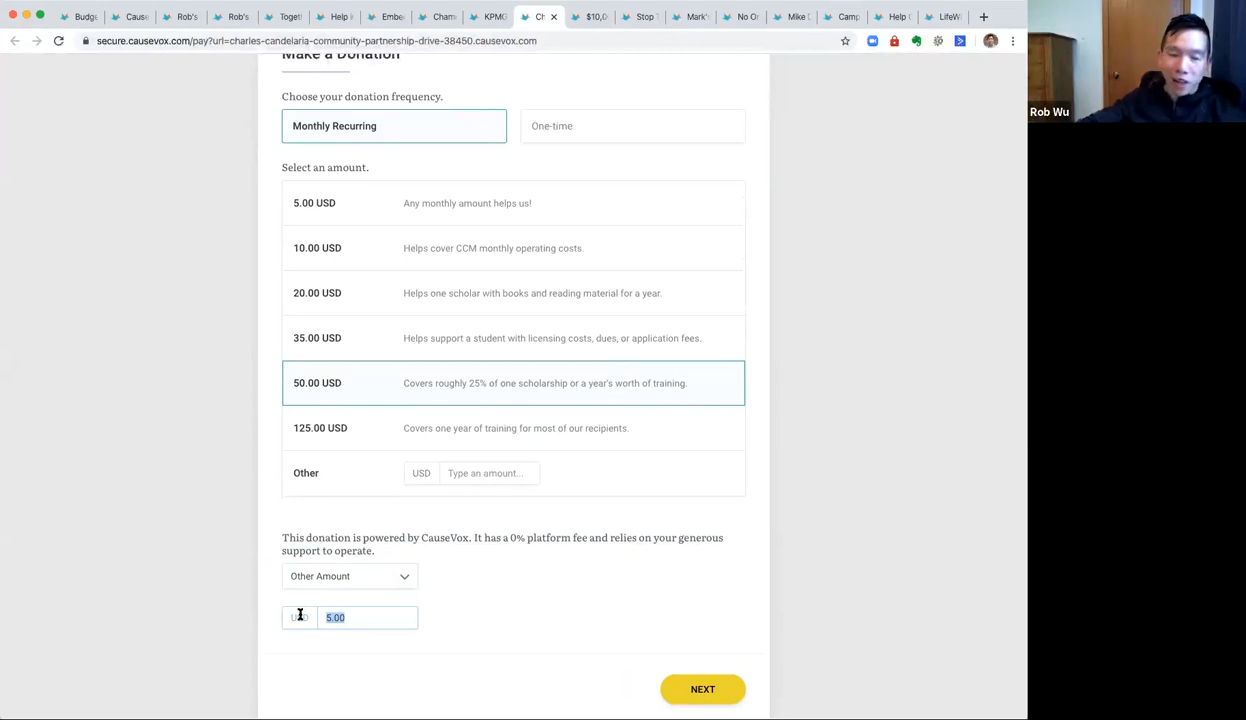 Budge
Cause
Rob's
Rob's
Toget
Help
Embe
Cham
KPMG
Ch
$10,0
Stop T
Mark's
No O
Mike D
Camp
Help C
LifeW
secure.causevox.com/pay?url=charles-candelaria-community-partnership-drive-38450.causevox.com
Rob Wu
Make a Donation
Choose your donation frequency.
Monthly Recurring
One-time
Select an amount.
5.00 USD Any monthly amount helps us!
10.00 USD Helps cover CCM monthly operating costs.
20.00 USD Helps one scholar with books and reading material for a year.
35.00 USD Helps support a student with licensing costs, dues, or application fees.
50.00 USD Covers roughly 25% of one scholarship or a year's worth of training.
125.00 USD Covers one year of training for most of our recipients.
Other USD Type an amount...
This donation is powered by CauseVox. It has a 0% platform fee and relies on your generous
support to operate.
Other Amount
USD 5.00
NEXT